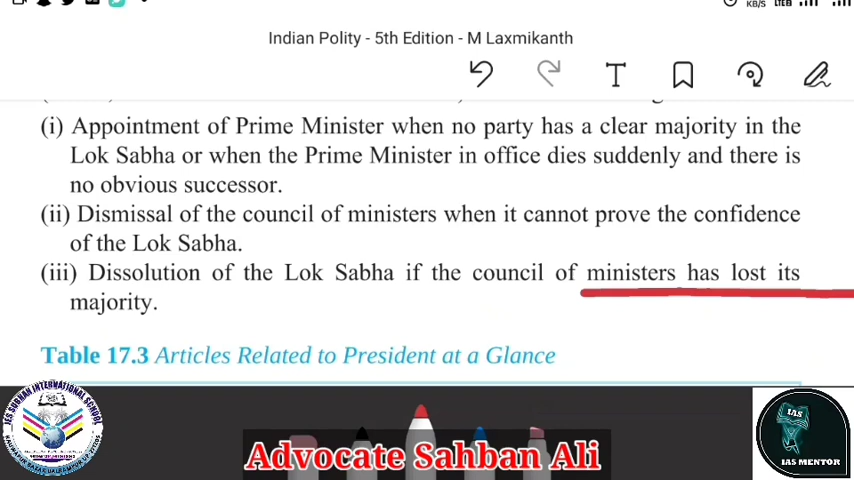 KB/S
Indian Polity - 5th Edition - M Laxmikanth
(i) Appointment of Prime Minister when no party has a clear majority in the
Lok Sabha or when the Prime Minister in office dies suddenly and there is
no obvious successor.
(ii) Dismissal of the council of ministers when it cannot prove the confidence
of the Lok Sabha.
(iii) Dissolution of the Lok Sabha if the council of ministers has lost its
majority.
Table 17.3 Articles Related to President at a Glance
Advocate Sahban Ali
IAS
IAS MENTOR